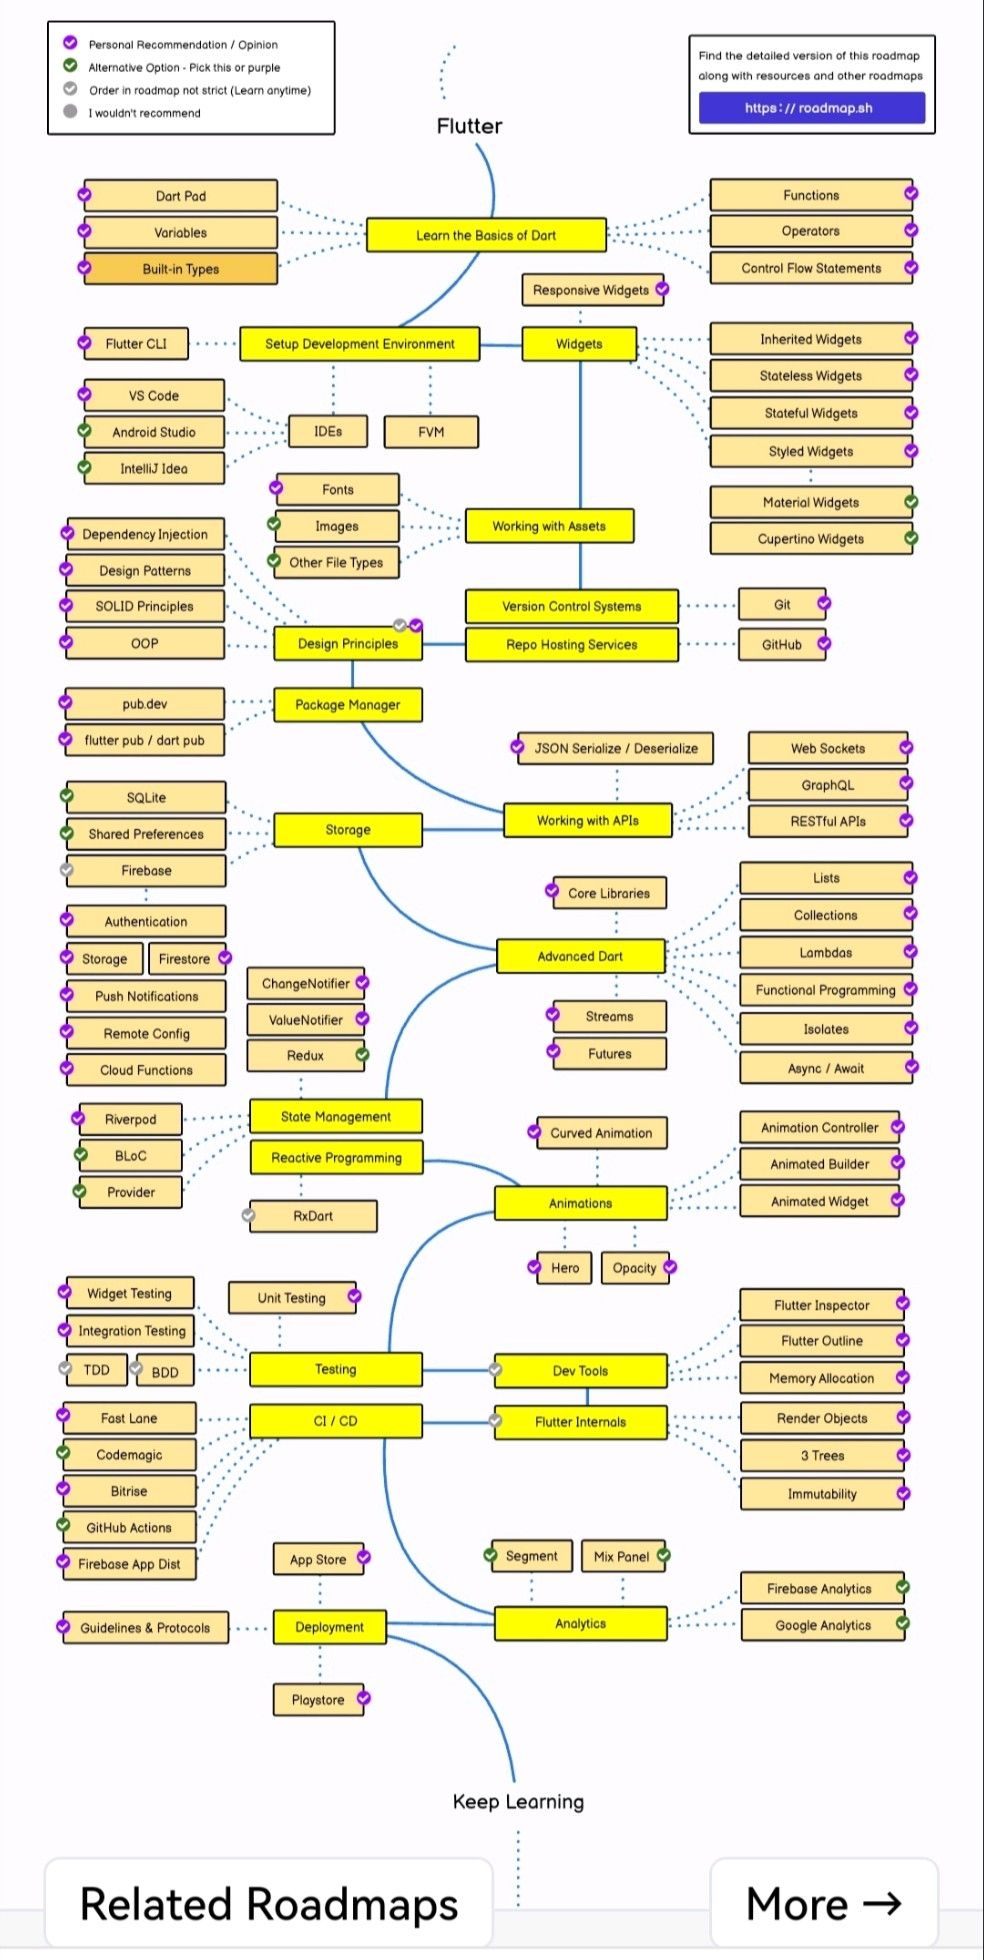 Personal Recommendation / Opinion
Alternative Option - Pick this or purple
Order in roadmap not strict (Learn anytime)
I wouldn't recommend
Find the detailed version of this roadmap
along with resources and other roadmaps
https:// roadmap.sh
Flutter
Dart Pad
Variables
Built-in Types
Learn the Basics of Dart
Functions
Operators
Control Flow Statements
Responsive Widgets
Flutter CLI
Setup Development Environment
Widgets
Inherited Widgets
Stateless Widgets
Stateful Widgets
Styled Widgets
Material Widgets
Cupertino Widgets
VS Code
Android Studio
IntelliJ Idea
IDEs
FVM
Fonts
Images
Other File Types
Working with Assets
Dependency Injection
Design Patterns
SOLID Principles
OOP
Design Principles
Version Control Systems
Repo Hosting Services
Git
GitHub
pub.dev
flutter pub / dart pub
Package Manager
JSON Serialize / Deserialize
Web Sockets
GraphQL
RESTful APIs
Working with APIs
SQLite
Shared Preferences
Firebase
Storage
Authentication
Storage
Firestore
Push Notifications
Remote Config
Cloud Functions
Core Libraries
Advanced Dart
Streams
Futures
Lists
Collections
Lambdas
Functional Programming
Isolates
Async / Await
ChangeNotifier
ValueNotifier
Redux
State Management
Reactive Programming
Riverpod
BLoC
Provider
RxDart
Curved Animation
Animations
Hero
Opacity
Animation Controller
Animated Builder
Animated Widget
Widget Testing
Integration Testing
TDD
BDD
Unit Testing
Testing
Dev Tools
Flutter Inspector
Flutter Outline
Memory Allocation
CI / CD
Flutter Internals
Render Objects
3 Trees
Immutability
Fast Lane
Codemagic
Bitrise
GitHub Actions
Firebase App Dist
App Store
Guidelines & Protocols
Deployment
Playstore
Segment
Mix Panel
Analytics
Firebase Analytics
Google Analytics
Keep Learning
Related Roadmaps
More →